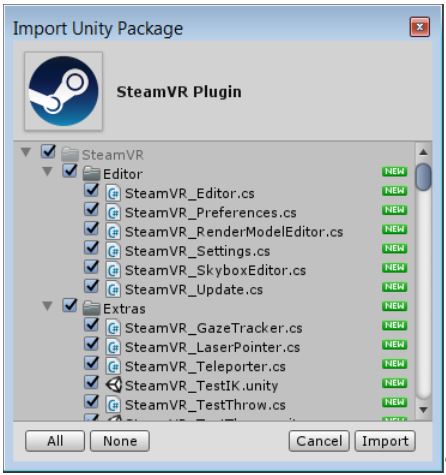 Import Unity Package
SteamVR Plugin
SteamVR
Editor NEW
SteamVR_Editor.cs NEW
SteamVR_Preferences.cs NEW
SteamVR_RenderModelEditor.cs NEW
SteamVR_Settings.cs NEW
SteamVR_SkyboxEditor.cs NEW
SteamVR_Update.cs NEW
Extras NEW
SteamVR_GazeTracker.cs NEW
SteamVR_LaserPointer.cs NEW
SteamVR_Teleporter.cs NEW
SteamVR_TestIK.unity NEW
SteamVR_TestThrow.cs NEW
All None Cancel Import